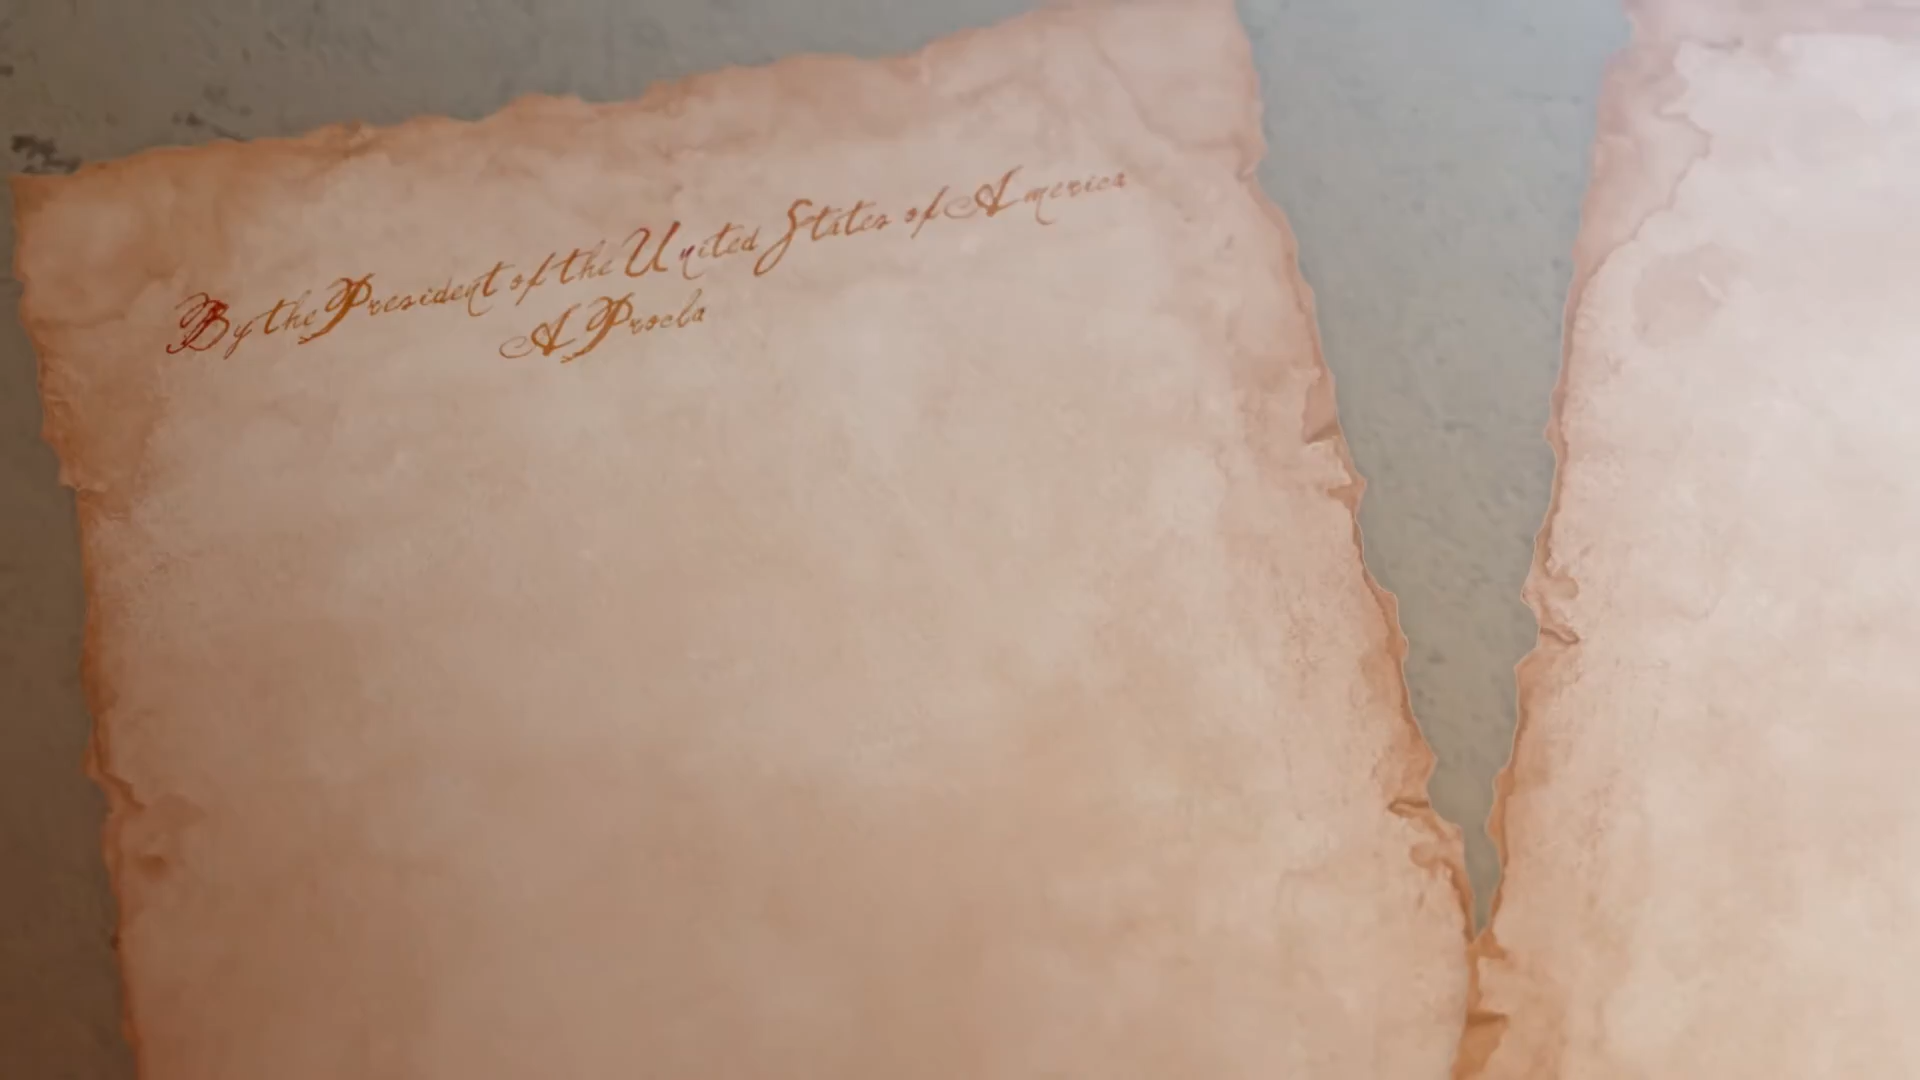 By the President of the United States of America
A Procla